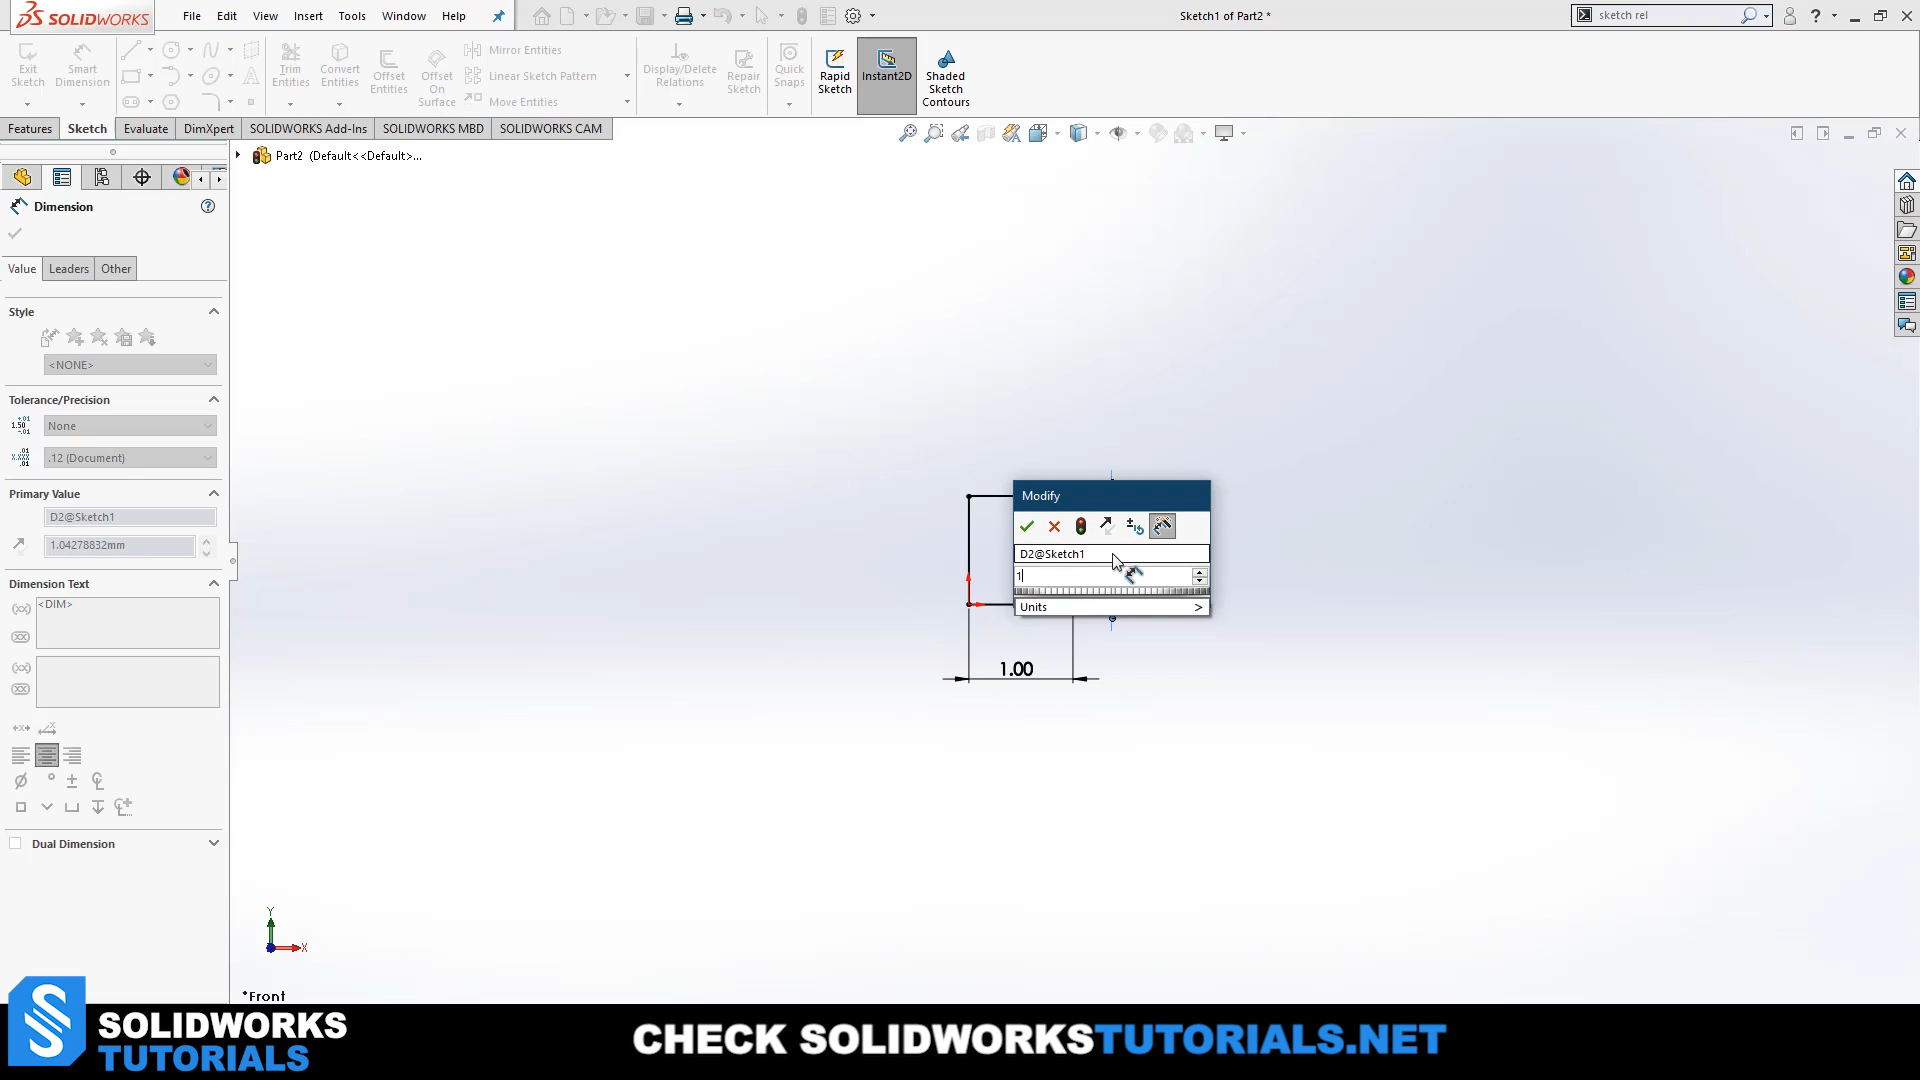 SOLIDWORKS
File Edit View Insert Tools Window Help
Sketch1 of Part2 *
sketch rel
Exit Sketch
Smart Dimension
Trim Entities
Convert Entities
Offset Entities
Offset On Surface
Mirror Entities
Linear Sketch Pattern
Move Entities
Display/Delete Relations
Repair Sketch
Quick Snaps
Rapid Sketch
Instant2D
Shaded Sketch Contours
Features Sketch Evaluate DimXpert SOLIDWORKS Add-Ins SOLIDWORKS MBD SOLIDWORKS CAM
Part2 (Default<<Default>...
Dimension
Value Leaders Other
Style
<NONE>
Tolerance/Precision
None
.12 (Document)
Primary Value
D2@Sketch1
1.04278832mm
Dimension Text
<DIM>
Dual Dimension
Modify
D2@Sketch1
1
Units >
1.00
Y
X
*Front
SOLIDWORKS
TUTORIALS
CHECK SOLIDWORKSTUTORIALS.NET